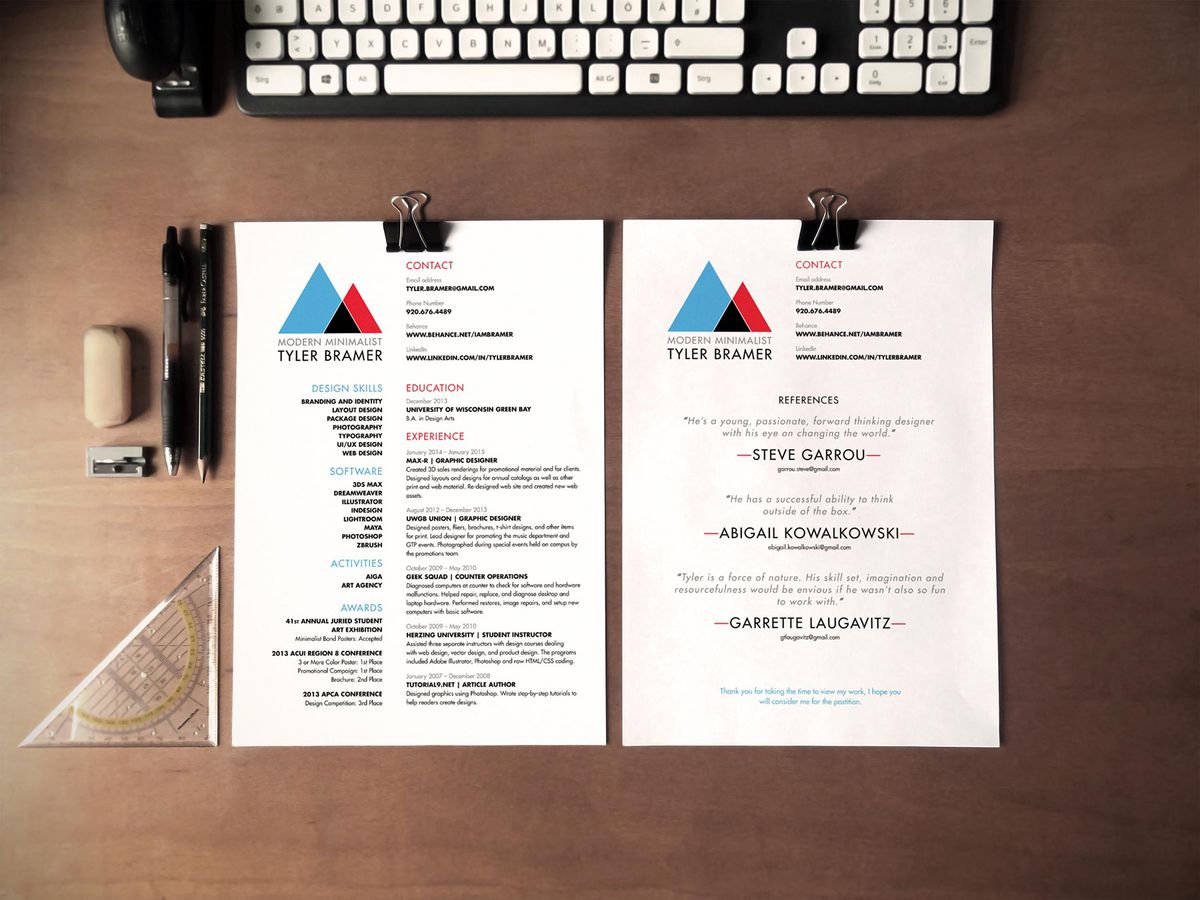 Strg
Alt
Alt Gr
Strg
Y
X
C
V
B
N
M
1
2
3
0
4
5
6
Enter
MODERN MINIMALIST
TYLER BRAMER
DESIGN SKILLS
BRANDING AND IDENTITY
LAYOUT DESIGN
PACKAGE DESIGN
PHOTOGRAPHY
TYPOGRAPHY
UI/UX DESIGN
WEB DESIGN
SOFTWARE
3DS MAX
DREAMWEAVER
ILLUSTRATOR
INDESIGN
LIGHTROOM
MAYA
PHOTOSHOP
ZBRUSH
ACTIVITIES
AIGA
ART AGENCY
AWARDS
41ST ANNUAL JURIED STUDENT
ART EXHIBITION
Minimalist Bond Posters: Accepted
2013 ACUI REGION 8 CONFERENCE
3 or More Color Poster: 1st Place
Promotional Campaign: 1st Place
Brochure: 2nd Place
2013 APCA CONFERENCE
Design Competition: 3rd Place
CONTACT
Email address
TYLER.BRAMER@GMAIL.COM
Phone Number
920.676.4489
Behance
WWW.BEHANCE.NET/IAMBRAMER
LinkedIn
WWW.LINKEDIN.COM/IN/TYLERBRAMER
EDUCATION
December 2013
UNIVERSITY OF WISCONSIN GREEN BAY
B.A. in Design Arts
EXPERIENCE
January 2014 – January 2015
MAX-R | GRAPHIC DESIGNER
Created 3D sales renderings for promotional material and for clients.
Designed layouts and designs for annual catalogs as well as other
print and web material. Re-designed web site and created new web
assets.
August 2012 – December 2013
UWGB UNION | GRAPHIC DESIGNER
Designed posters, fliers, brochures, t-shirt designs, and other items
for print. Lead designer for promoting the music department and
GTP events. Photographed during special events held on campus by
the promotions team.
October 2009 – May 2010
GEEK SQUAD | COUNTER OPERATIONS
Diagnosed computers at counter to check for software and hardware
malfunctions. Helped repair, replace, and diagnose desktop and
laptop hardware. Performed restores, image repairs, and setup new
computers with basic software.
October 2009 – May 2010
HERZING UNIVERSITY | STUDENT INSTRUCTOR
Assisted three separate instructors with design courses dealing
with web design, vector design, and product design. The programs
included Adobe Illustrator, Photoshop and raw HTML/CSS coding.
January 2007 – December 2008
TUTORIAL9.NET | ARTICLE AUTHOR
Designed graphics using Photoshop. Wrote step-by-step tutorials to
help readers create designs.
MODERN MINIMALIST
TYLER BRAMER
CONTACT
Email address
TYLER.BRAMER@GMAIL.COM
Phone Number
920.676.4489
Behance
WWW.BEHANCE.NET/IAMBRAMER
LinkedIn
WWW.LINKEDIN.COM/IN/TYLERBRAMER
REFERENCES
"He's a young, passionate, forward thinking designer
with his eye on changing the world."
—STEVE GARROU—
garrou.steve@gmail.com
"He has a successful ability to think
outside of the box."
—ABIGAIL KOWALKOWSKI—
abigail.kowalkowski@gmail.com
"Tyler is a force of nature. His skill set, imagination and
resourcefulness would be envious if he wasn't also so fun
to work with."
—GARRETTE LAUGAVITZ—
gflaugavitz@gmail.com
Thank you for taking the time to view my work, I hope you
will consider me for the postition.